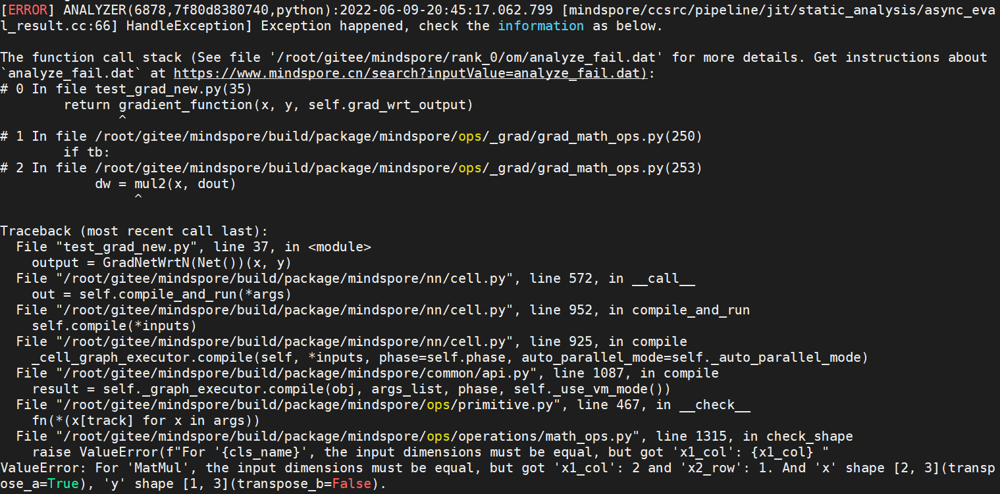 [ERROR] ANALYZER(6878,7f80d8380740,python):2022-06-09-20:45:17.062.799 [mindspore/ccsrc/pipeline/jit/static_analysis/async_eva
l_result.cc:66] HandleException] Exception happened, check the information as below.

The function call stack (See file '/root/gitee/mindspore/rank_0/om/analyze_fail.dat' for more details. Get instructions about
`analyze_fail.dat` at https://www.mindspore.cn/search?inputValue=analyze_fail.dat):
# 0 In file test_grad_new.py(35)
        return gradient_function(x, y, self.grad_wrt_output)
               ^
# 1 In file /root/gitee/mindspore/build/package/mindspore/ops/_grad/grad_math_ops.py(250)
        if tb:
# 2 In file /root/gitee/mindspore/build/package/mindspore/ops/_grad/grad_math_ops.py(253)
            dw = mul2(x, dout)
                 ^

Traceback (most recent call last):
  File "test_grad_new.py", line 37, in <module>
    output = GradNetWrtN(Net())(x, y)
  File "/root/gitee/mindspore/build/package/mindspore/nn/cell.py", line 572, in __call__
    out = self.compile_and_run(*args)
  File "/root/gitee/mindspore/build/package/mindspore/nn/cell.py", line 952, in compile_and_run
    self.compile(*inputs)
  File "/root/gitee/mindspore/build/package/mindspore/nn/cell.py", line 925, in compile
    _cell_graph_executor.compile(self, *inputs, phase=self.phase, auto_parallel_mode=self._auto_parallel_mode)
  File "/root/gitee/mindspore/build/package/mindspore/common/api.py", line 1087, in compile
    result = self._graph_executor.compile(obj, args_list, phase, self._use_vm_mode())
  File "/root/gitee/mindspore/build/package/mindspore/ops/primitive.py", line 467, in __check__
    fn(*(x[track] for x in args))
  File "/root/gitee/mindspore/build/package/mindspore/ops/operations/math_ops.py", line 1315, in check_shape
    raise ValueError(f"For '{cls_name}', the input dimensions must be equal, but got 'x1_col': {x1_col} "
ValueError: For 'MatMul', the input dimensions must be equal, but got 'x1_col': 2 and 'x2_row': 1. And 'x' shape [2, 3](transp
ose_a=True), 'y' shape [1, 3](transpose_b=False).